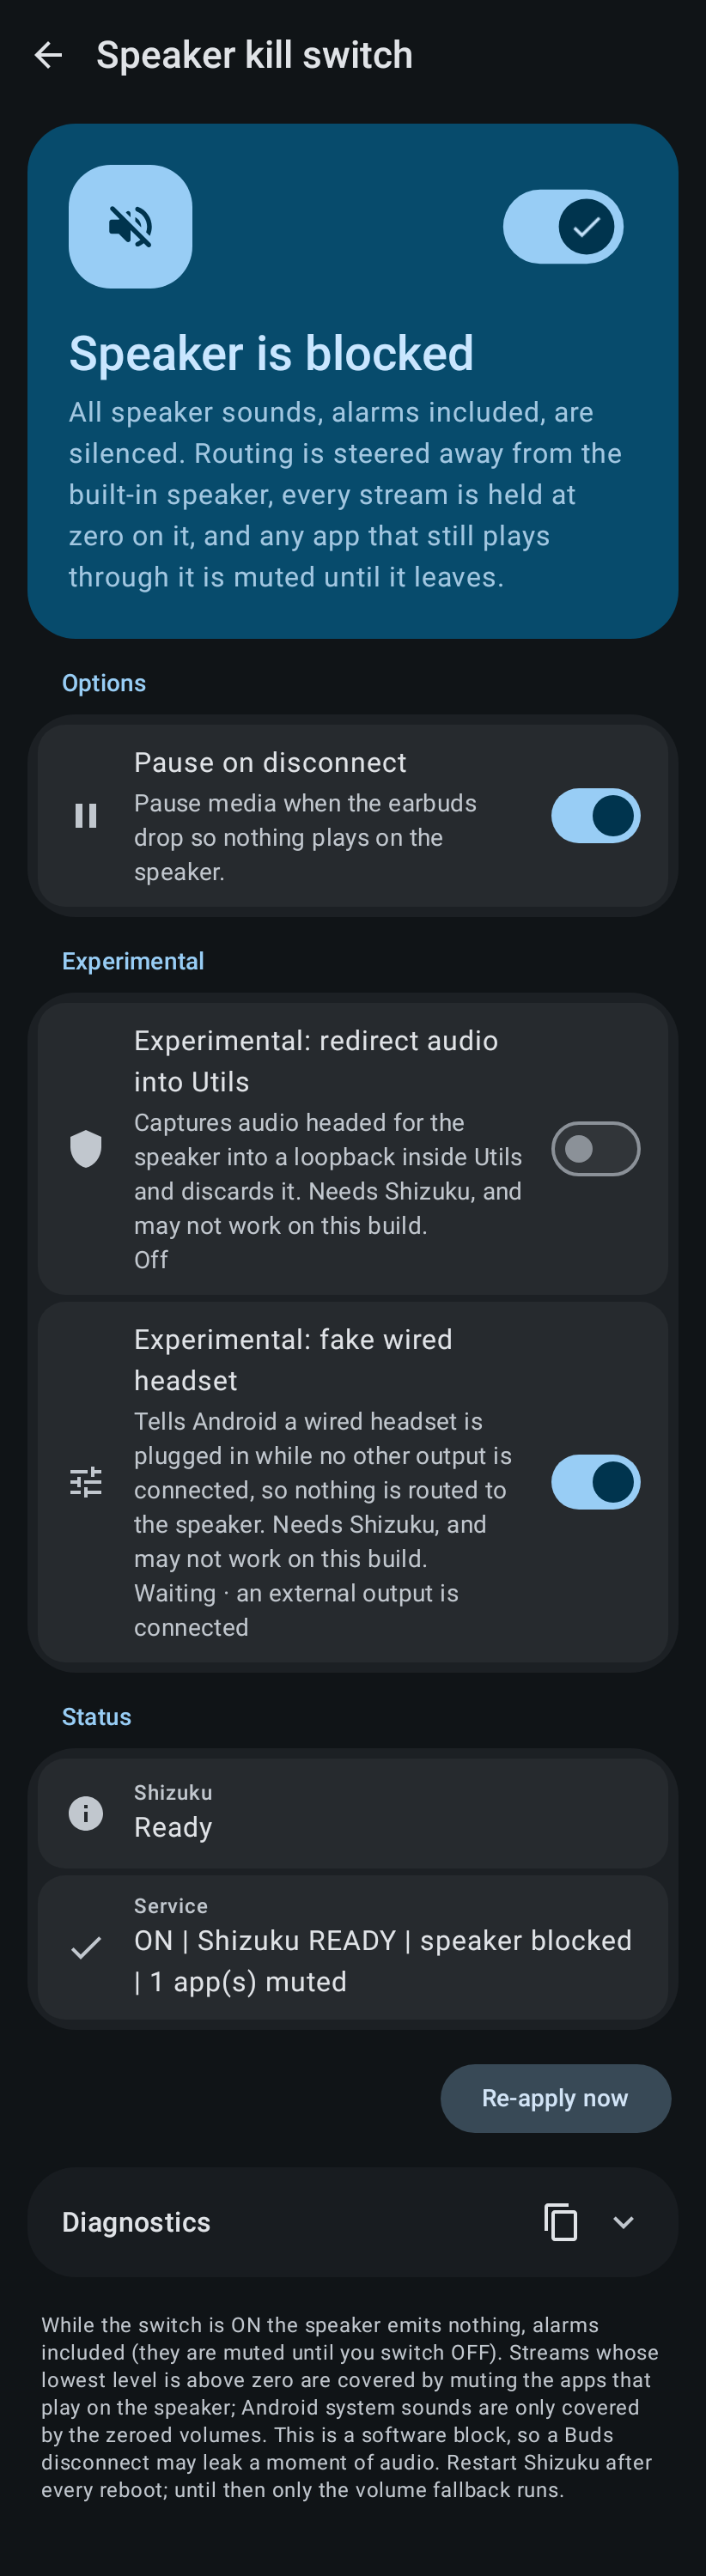 Speaker kill switch
Speaker is blocked
All speaker sounds, alarms included, are
silenced. Routing is steered away from the
built-in speaker, every stream is held at
zero on it, and any app that still plays
through it is muted until it leaves.
Options
Pause on disconnect
Pause media when the earbuds
drop so nothing plays on the
speaker.
Experimental
Experimental: redirect audio
into Utils
Captures audio headed for the
speaker into a loopback inside Utils
and discards it. Needs Shizuku, and
may not work on this build.
Off
Experimental: fake wired
headset
Tells Android a wired headset is
plugged in while no other output is
connected, so nothing is routed to
the speaker. Needs Shizuku, and
may not work on this build.
Waiting · an external output is
connected
Status
Shizuku
Ready
Service
ON | Shizuku READY | speaker blocked
| 1 app(s) muted
Re-apply now
Diagnostics
While the switch is ON the speaker emits nothing, alarms
included (they are muted until you switch OFF). Streams whose
lowest level is above zero are covered by muting the apps that
play on the speaker; Android system sounds are only covered
by the zeroed volumes. This is a software block, so a Buds
disconnect may leak a moment of audio. Restart Shizuku after
every reboot; until then only the volume fallback runs.